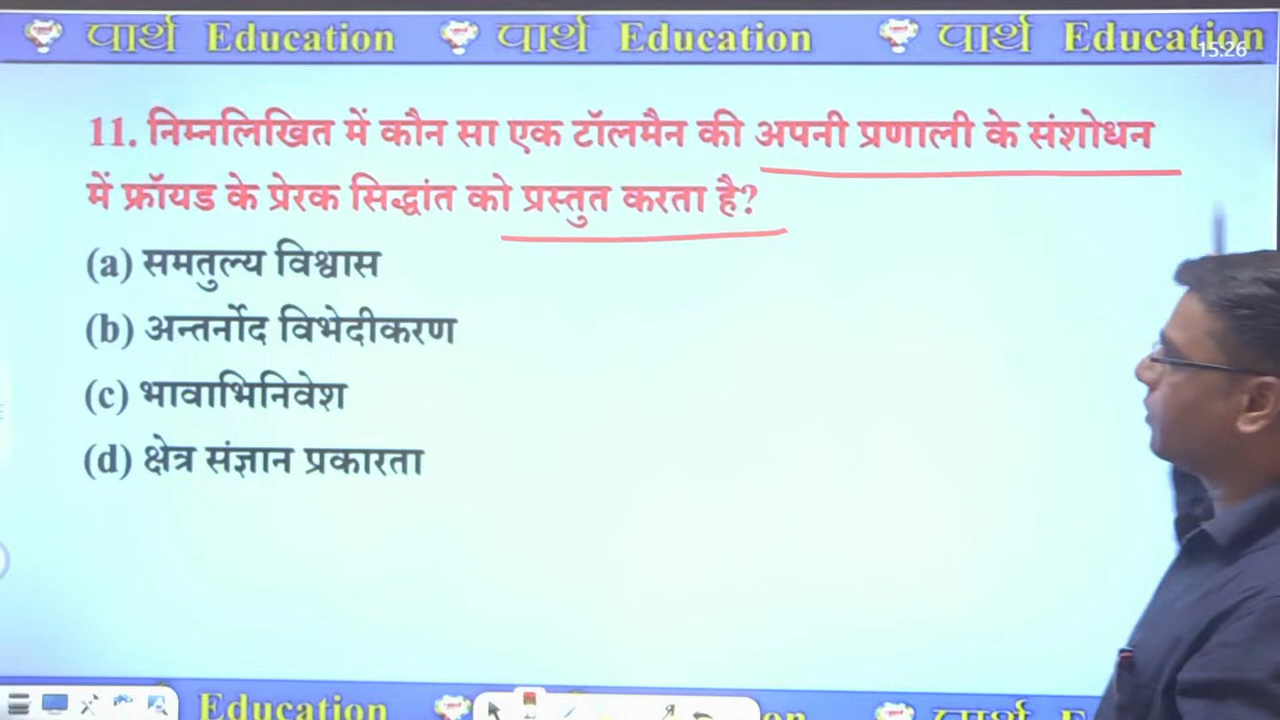 पार्थ Education पार्थ Education पार्थ Education
15:26
11. निम्नलिखित में कौन सा एक टॉलमैन की अपनी प्रणाली के संशोधन
में फ्रॉयड के प्रेरक सिद्धांत को प्रस्तुत करता है?
(a) समतुल्य विश्वास
(b) अन्तर्नोद विभेदीकरण
(c) भावाभिनिवेश
(d) क्षेत्र संज्ञान प्रकारता
Education